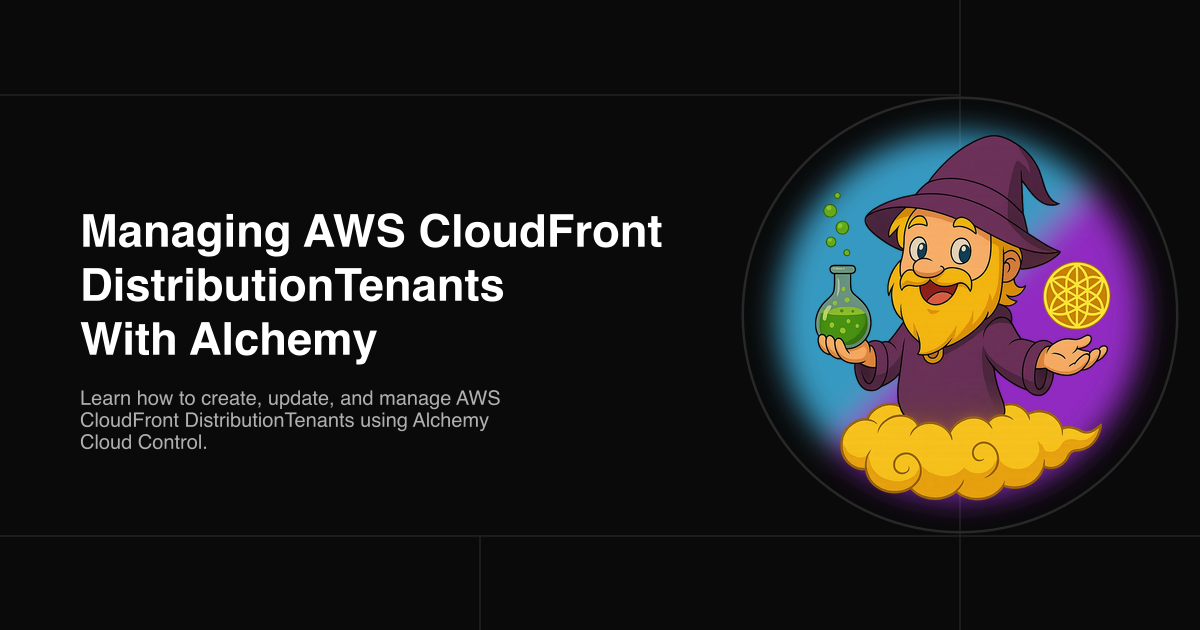 Managing AWS CloudFront
DistributionTenants
With Alchemy
Learn how to create, update, and manage AWS
CloudFront DistributionTenants using Alchemy
Cloud Control.